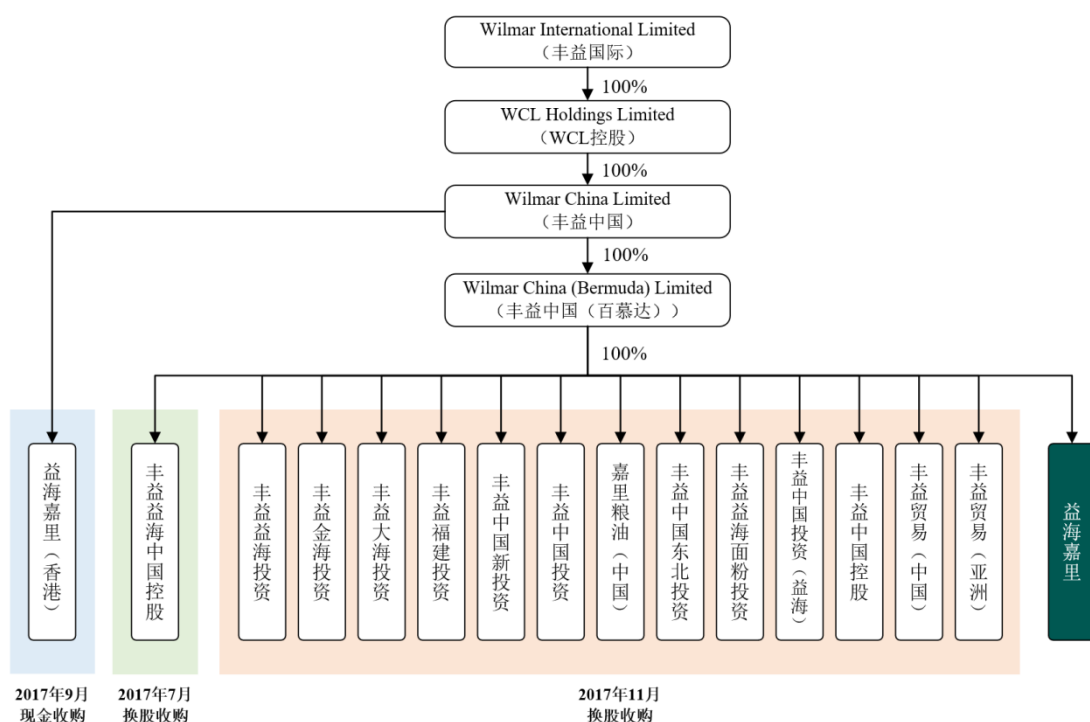 Wilmar International Limited
（丰益国际）
100%
WCL Holdings Limited
（WCL控股）
100%
Wilmar China Limited
（丰益中国）
100%
Wilmar China (Bermuda) Limited
（丰益中国（百慕达））
100%
益海嘉里（香港）
丰益益海中国控股
丰益益海投资
丰益金海投资
丰益大海投资
丰益福建投资
丰益中国新投资
丰益中国投资
嘉里粮油（中国）
丰益中国东北投资
丰益益海面粉投资
丰益中国投资（益海）
丰益中国控股
丰益贸易（中国）
丰益贸易（亚洲）
益海嘉里
2017年9月
现金收购
2017年7月
换股收购
2017年11月
换股收购